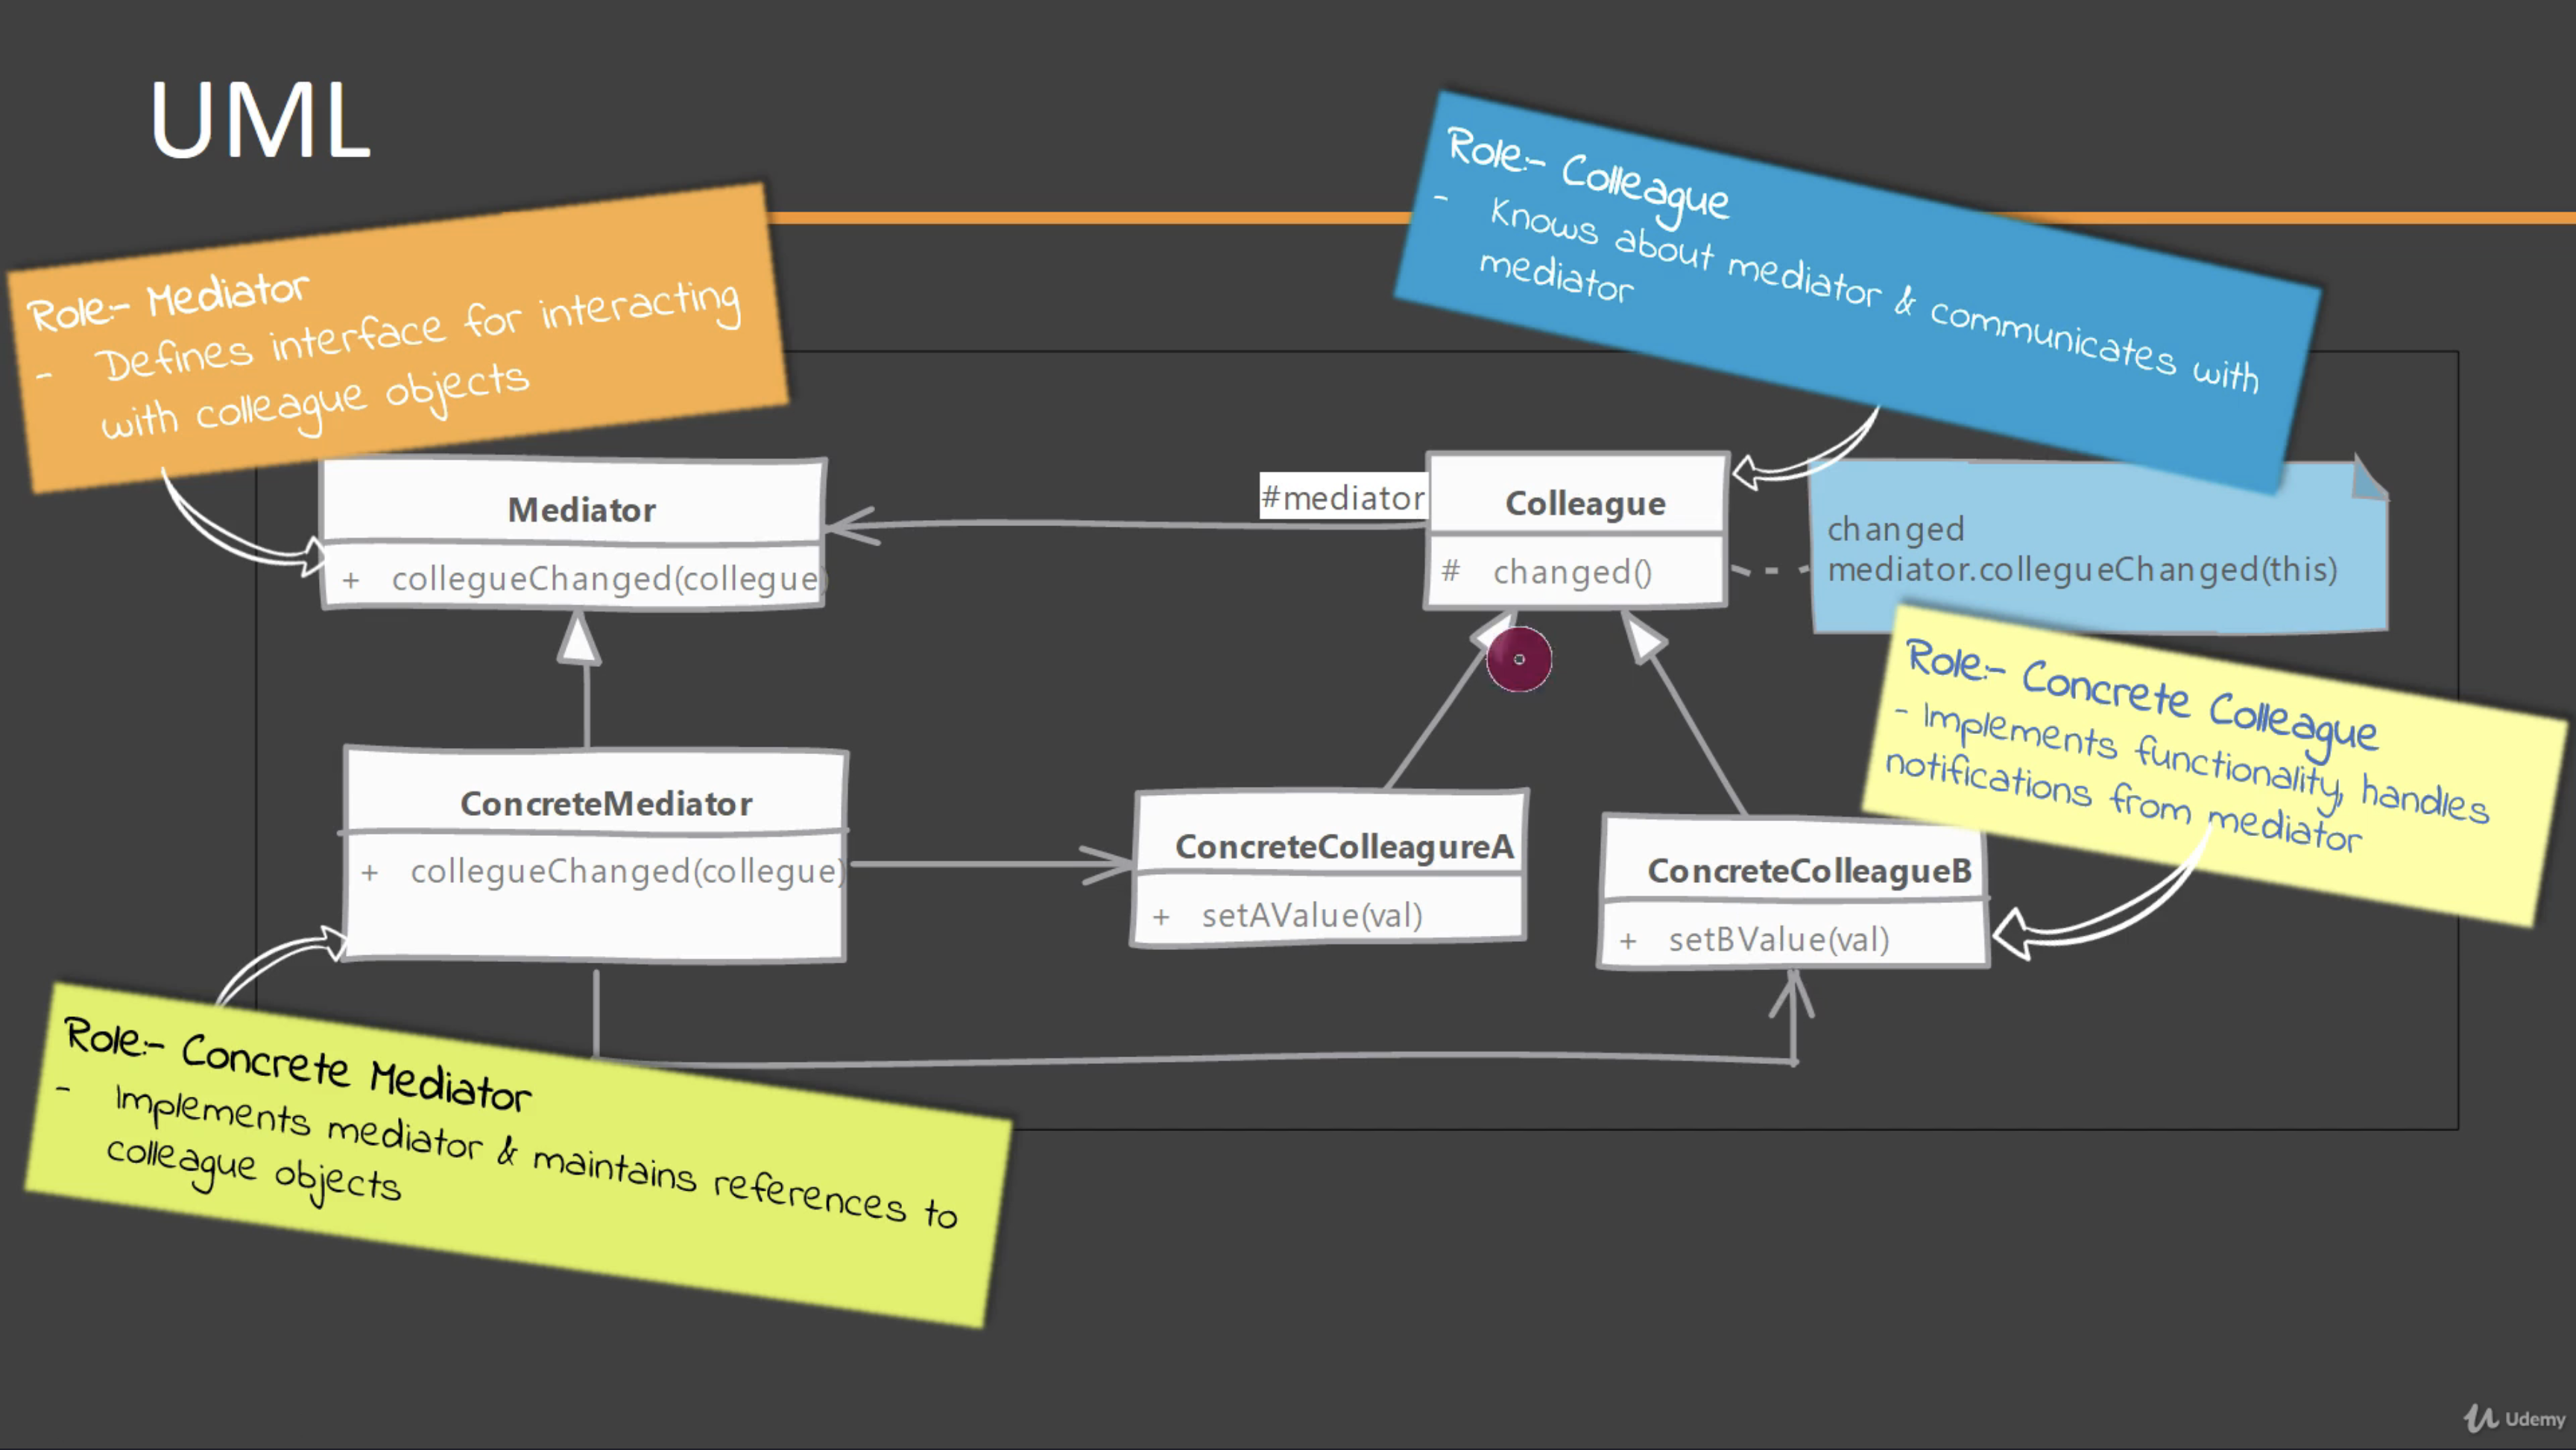 UML
Role:- Mediator
- Defines interface for interacting
with colleague objects
Role:- Colleague
- Knows about mediator & communicates with
mediator
Mediator
+ collegueChanged(collegue)
#mediator
Colleague
# changed()
changed
mediator.collegueChanged(this)
Role:- Concrete Colleague
- Implements functionality, handles
notifications from mediator
ConcreteMediator
+ collegueChanged(collegue)
ConcreteColleagureA
+ setAValue(val)
ConcreteColleagueB
+ setBValue(val)
Role:- Concrete Mediator
- Implements mediator & maintains references to
colleague objects
Udemy